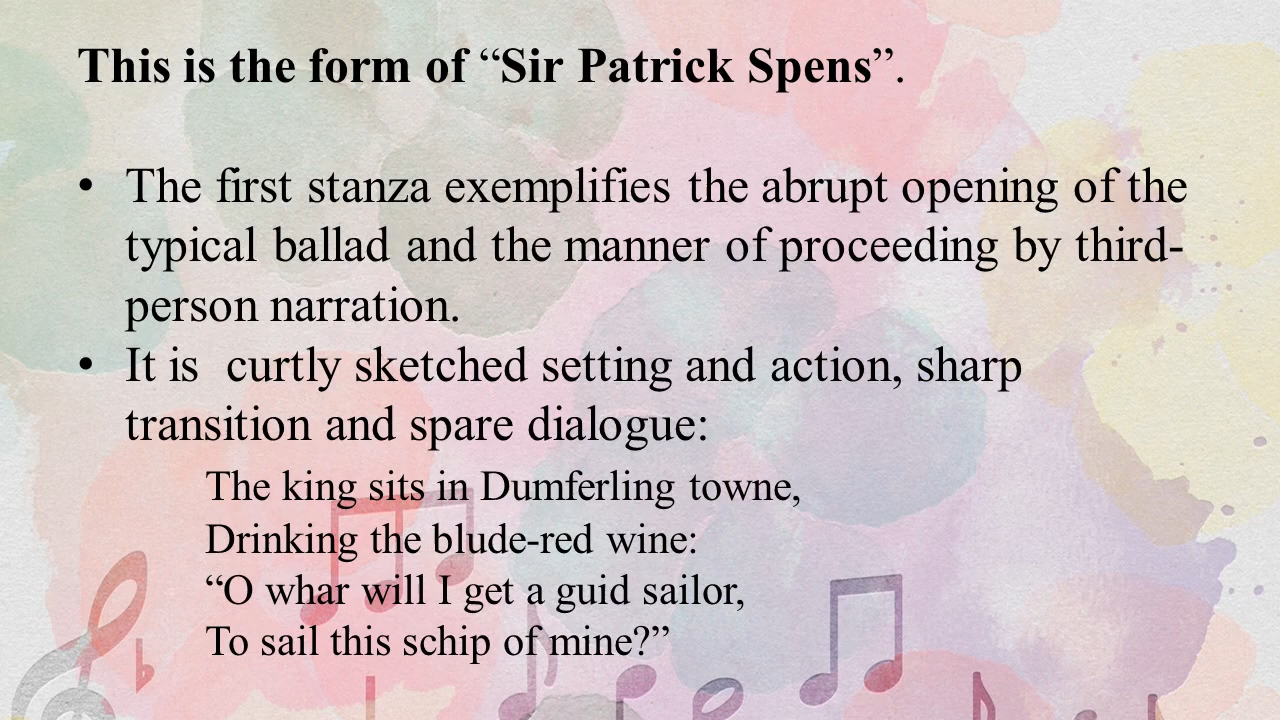 This is the form of “Sir Patrick Spens”.
• The first stanza exemplifies the abrupt opening of the
typical ballad and the manner of proceeding by third-
person narration.
• It is  curtly sketched setting and action, sharp
transition and spare dialogue:
The king sits in Dumferling towne,
Drinking the blude-red wine:
“O whar will I get a guid sailor,
To sail this schip of mine?”